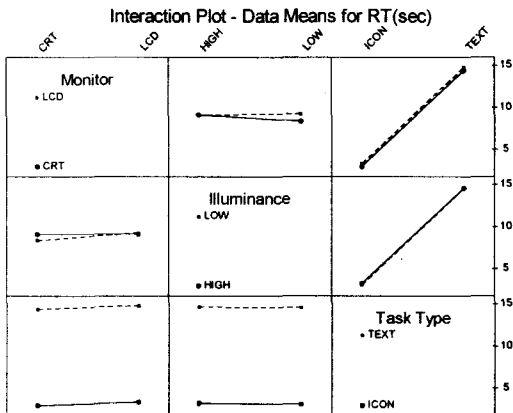 Interaction Plot - Data Means for RT(sec)
CRT LCD HIGH LOW ICON TEXT
Monitor
LCD
CRT
15
10
5
Illuminance
LOW
HIGH
15
10
5
Task Type
TEXT
ICON
15
10
5